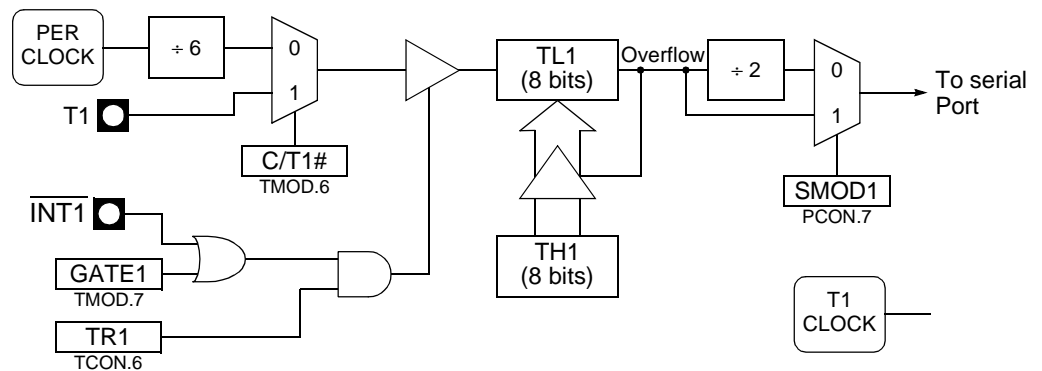 PER
CLOCK
÷ 6
0
1
T1
C/T1#
TMOD.6
INT1
GATE1
TMOD.7
TR1
TCON.6
TL1
(8 bits)
Overflow
÷ 2
0
1
To serial
Port
SMOD1
PCON.7
TH1
(8 bits)
T1
CLOCK